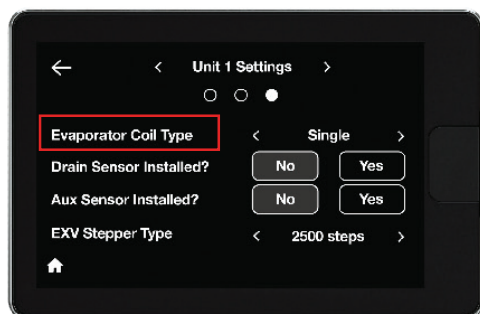 Unit 1 Settings
Evaporator Coil Type Single
Drain Sensor Installed? No Yes
Aux Sensor Installed? No Yes
EXV Stepper Type 2500 steps